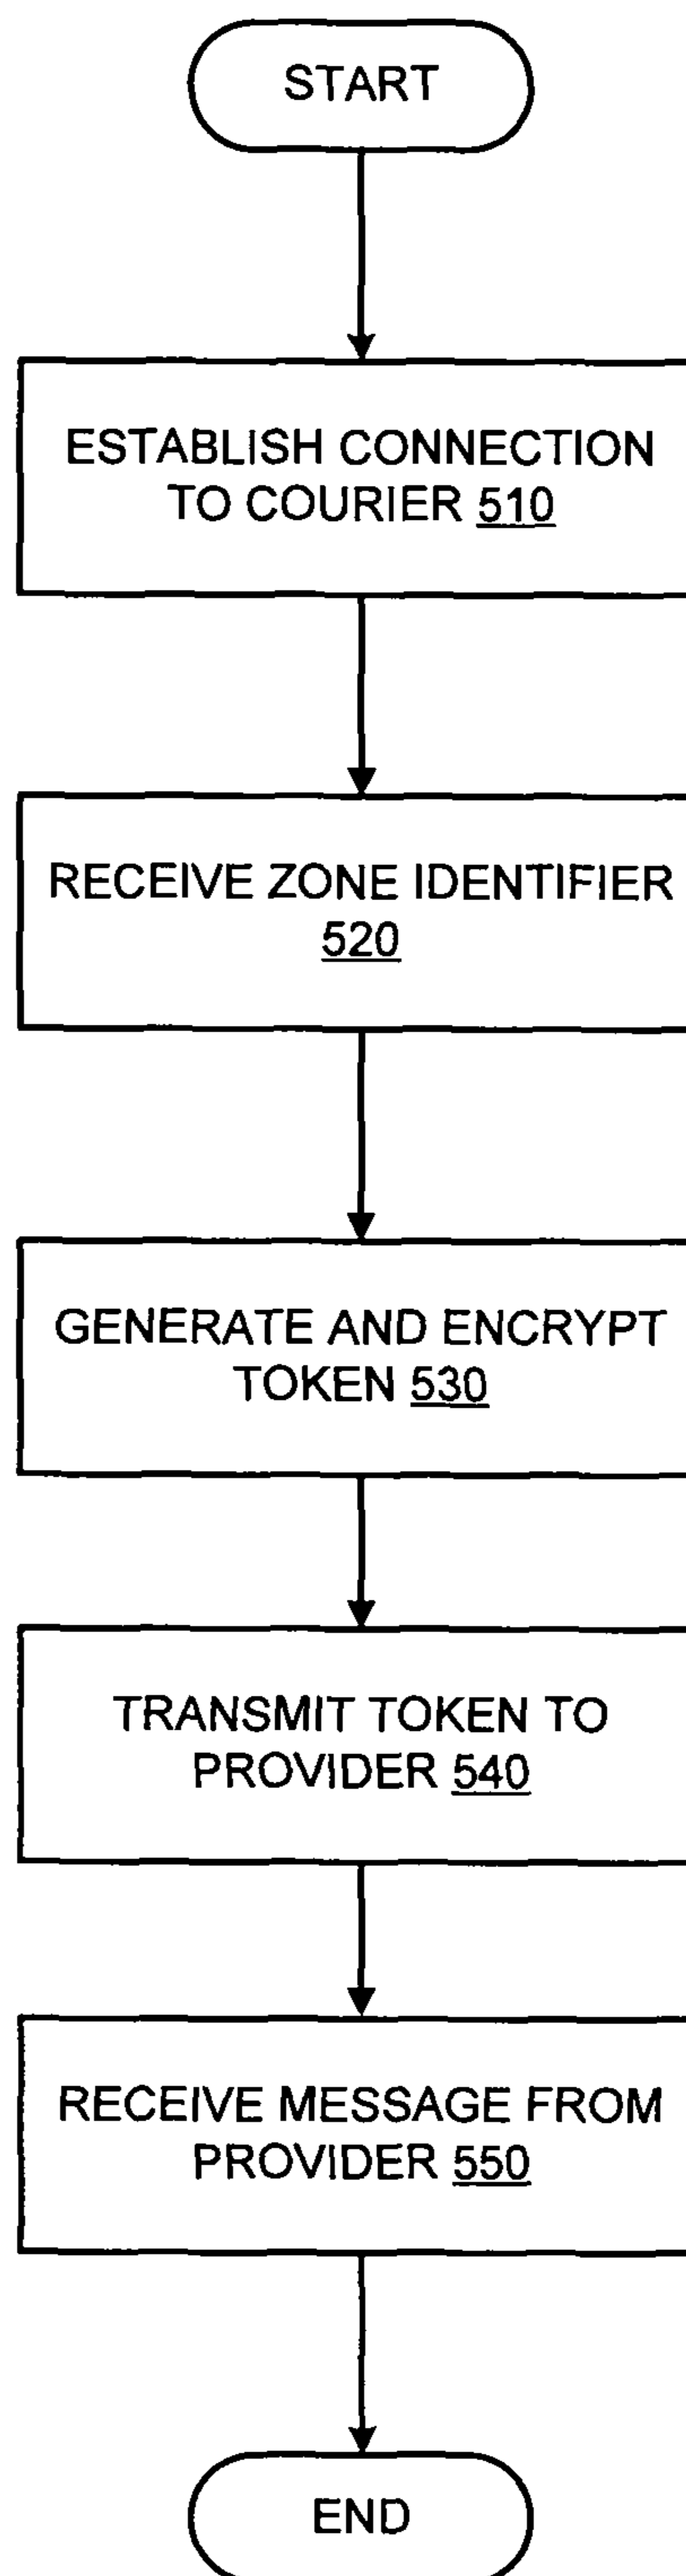 START
ESTABLISH CONNECTION
TO COURIER 510
RECEIVE ZONE IDENTIFIER
520
GENERATE AND ENCRYPT
TOKEN 530
TRANSMIT TOKEN TO
PROVIDER 540
RECEIVE MESSAGE FROM
PROVIDER 550
END